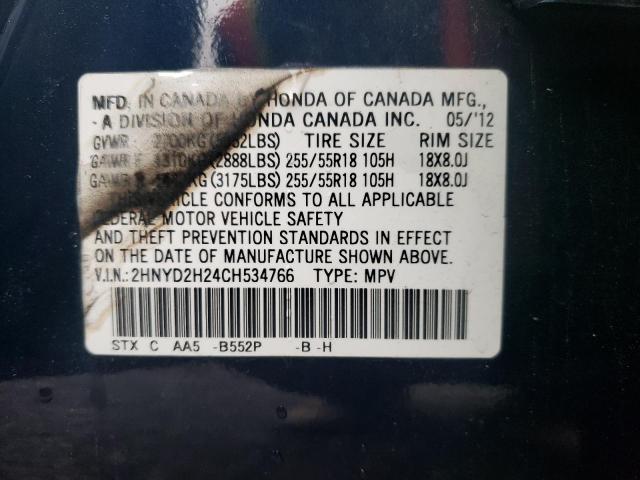 MFD. IN CANADA BY HONDA OF CANADA MFG.,
- A DIVISION OF HONDA CANADA INC. 05/'12
GVWR 2700KG TIRE SIZE RIM SIZE
GAWR F 1310KG (2888LBS) 255/55R18 105H 18X8.0J
GAWR (3175LBS) 255/55R18 105H 18X8.0J
THIS VEHICLE CONFORMS TO ALL APPLICABLE
FEDERAL MOTOR VEHICLE SAFETY
AND THEFT PREVENTION STANDARDS IN EFFECT
ON THE DATE OF MANUFACTURE SHOWN ABOVE.
V.I.N.: 2HNYD2H24CH534766 TYPE: MPV
STX C AA5 -B552P -B -H